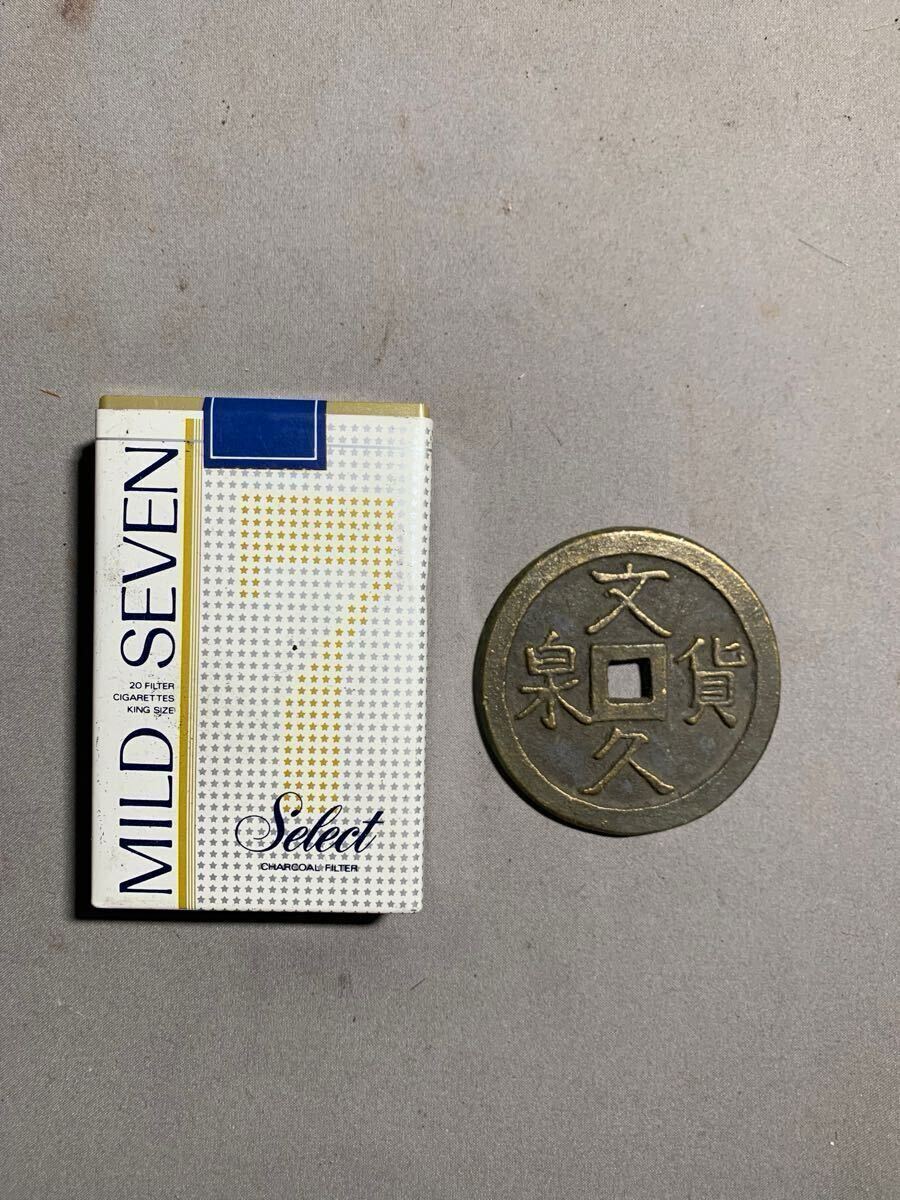 MILD SEVEN
20 FILTER
CIGARETTES
KING SIZE
Select
CHARCOAL FILTER
文
久
貨
泉